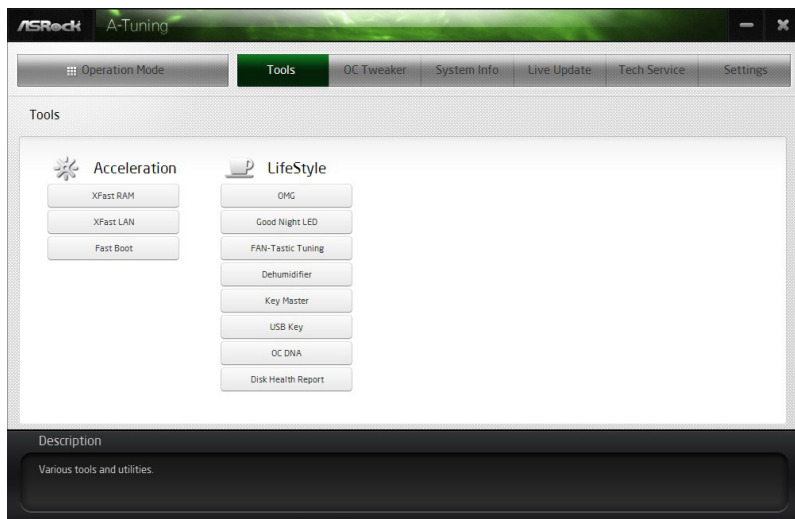 ASRock A-Tuning
Operation Mode Tools OC Tweaker System Info Live Update Tech Service Settings
Tools
Acceleration
XFast RAM
XFast LAN
Fast Boot
LifeStyle
OMG
Good Night LED
FAN-Tastic Tuning
Dehumidifier
Key Master
USB Key
OC DNA
Disk Health Report
Description
Various tools and utilities.